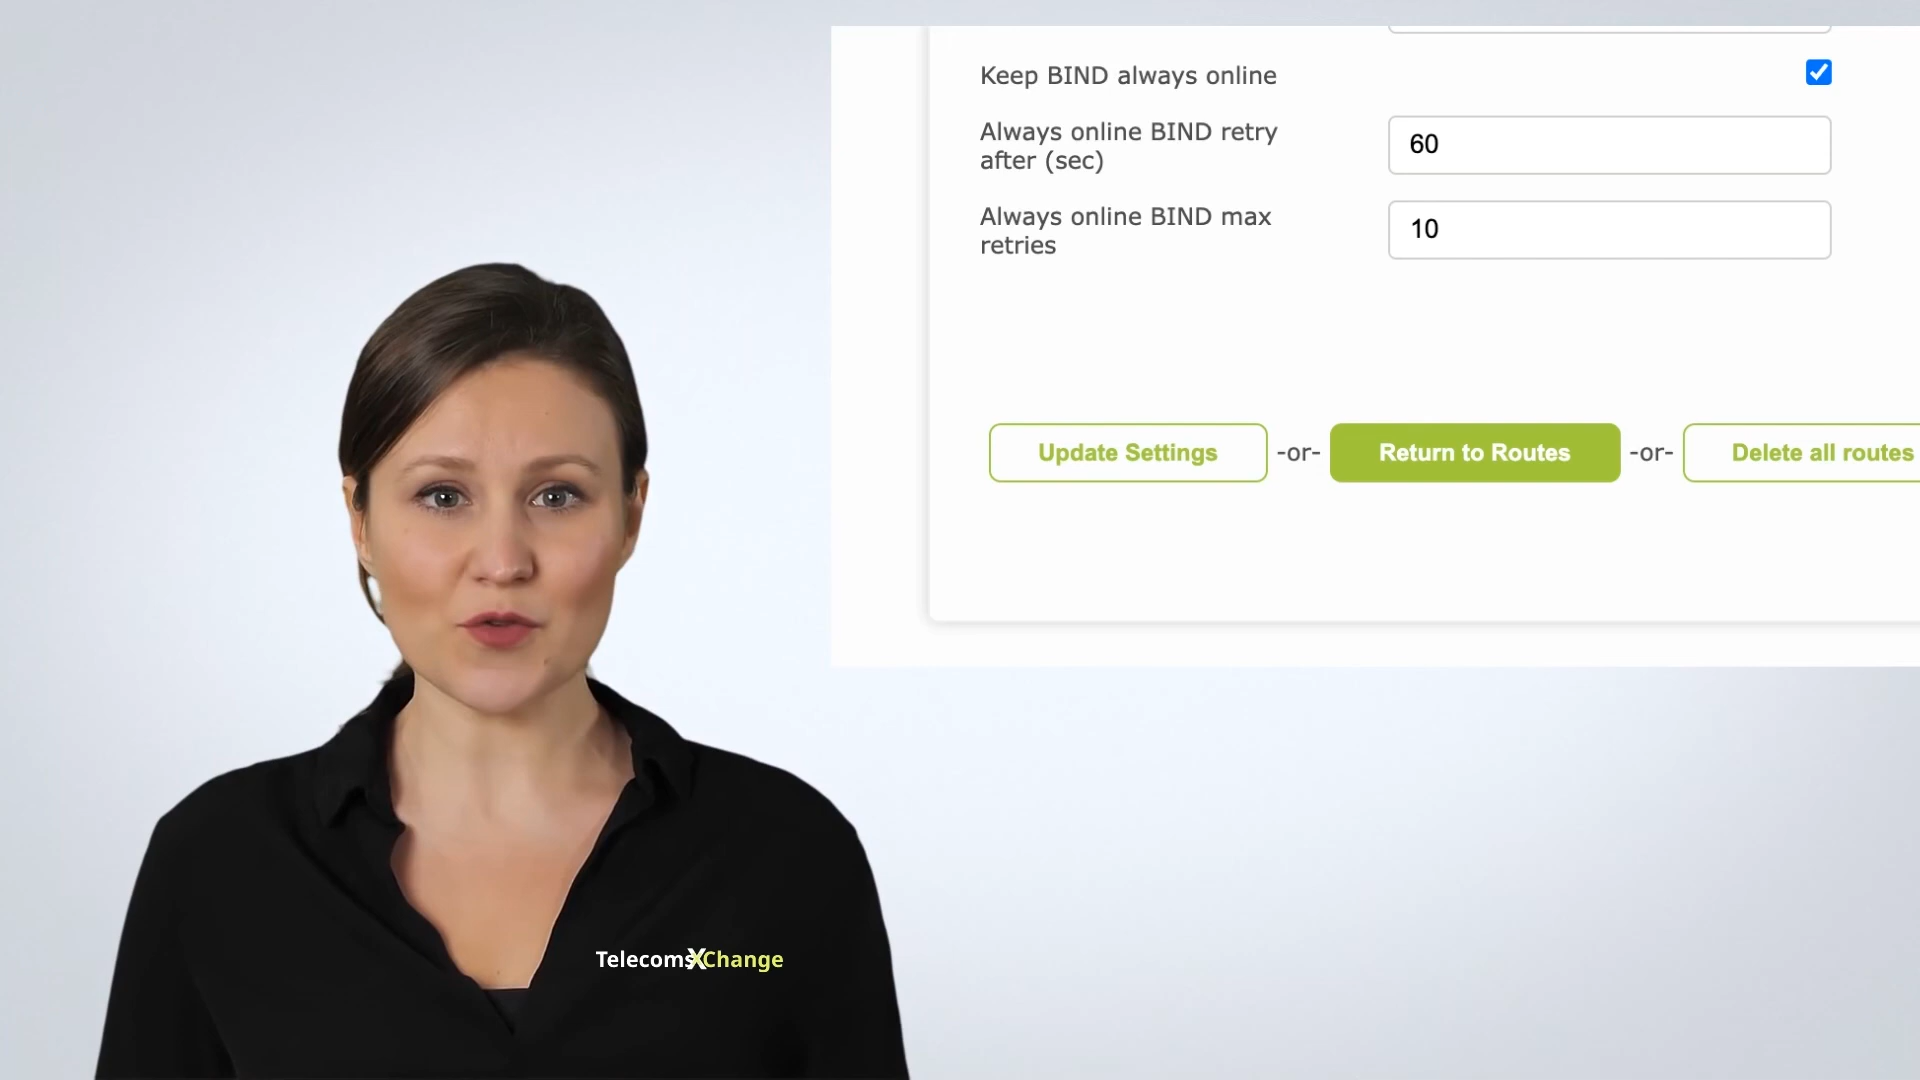 Keep BIND always online
Always online BIND retry
after (sec)
60
Always online BIND max
retries
10
Update Settings -or- Return to Routes -or- Delete all routes
TelecomsXChange